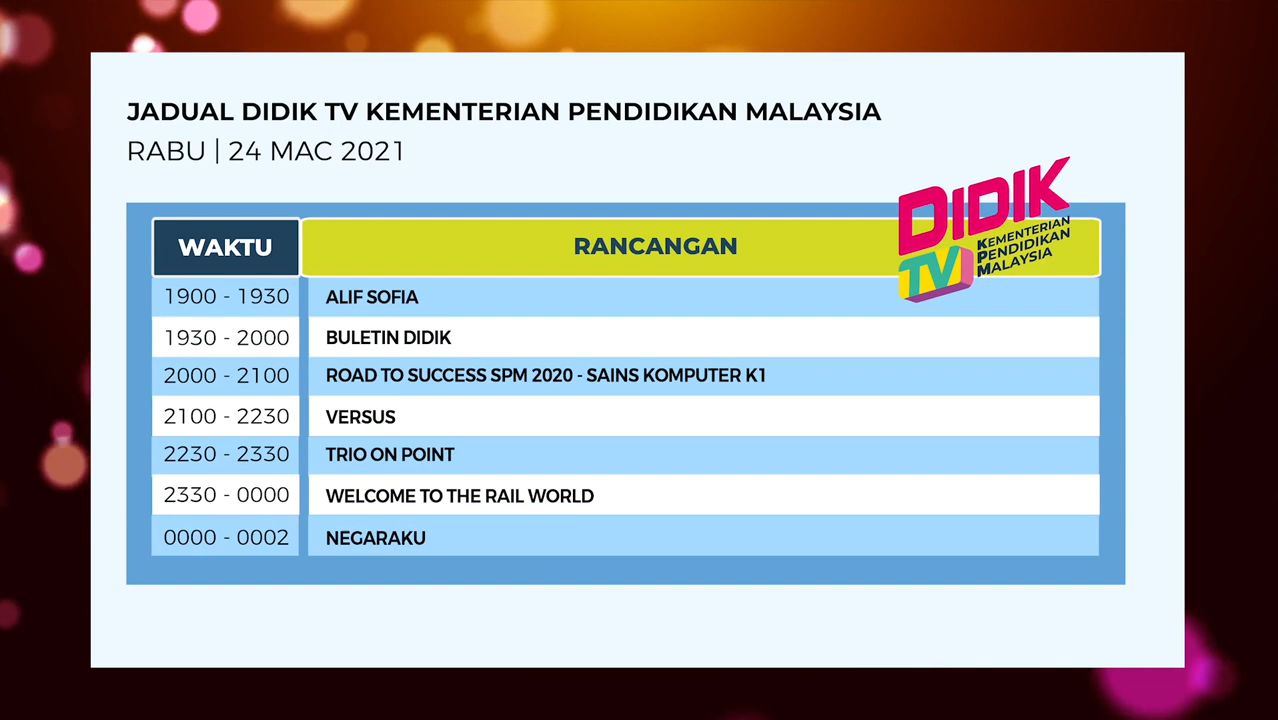 JADUAL DIDIK TV KEMENTERIAN PENDIDIKAN MALAYSIA
RABU | 24 MAC 2021
DIDIK
TV
KEMENTERIAN
PENDIDIKAN
MALAYSIA
WAKTU RANCANGAN
1900 - 1930 ALIF SOFIA
1930 - 2000 BULETIN DIDIK
2000 - 2100 ROAD TO SUCCESS SPM 2020 - SAINS KOMPUTER K1
2100 - 2230 VERSUS
2230 - 2330 TRIO ON POINT
2330 - 0000 WELCOME TO THE RAIL WORLD
0000 - 0002 NEGARAKU